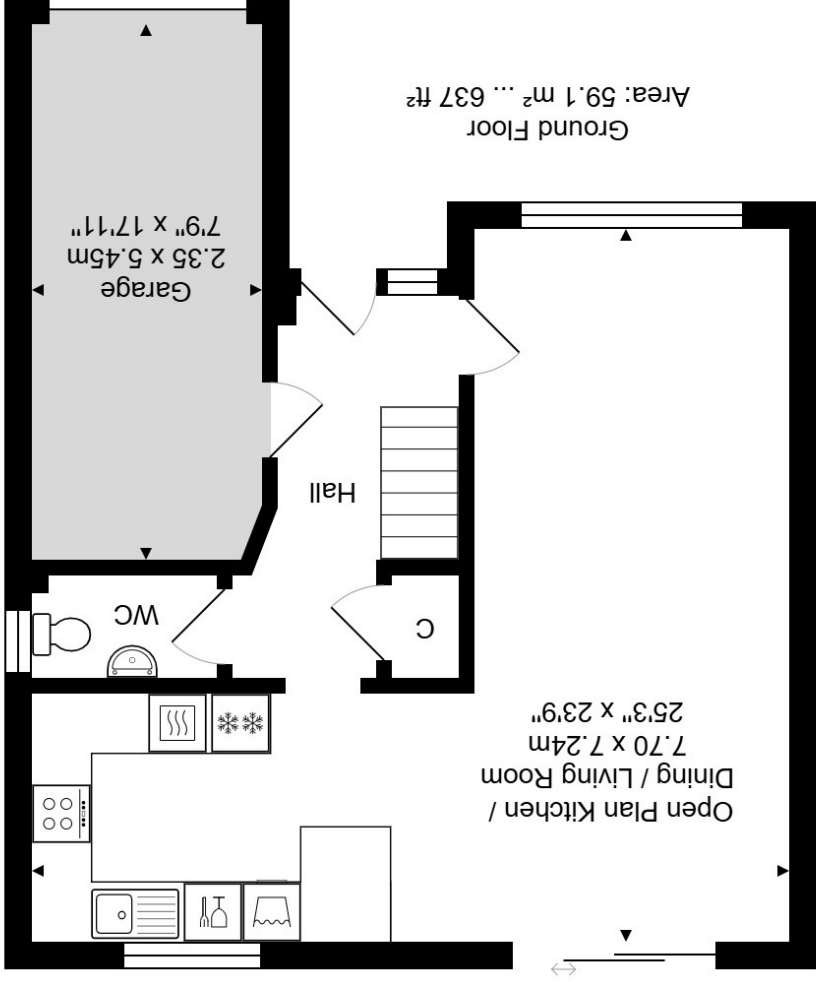 Open Plan Kitchen /
Dining / Living Room
7.70 x 7.24m
25'3" x 23'9"
C
WC
Hall
Garage
2.35 x 5.45m
7'9" x 17'11"
Ground Floor
Area: 59.1 m² ... 637 ft²